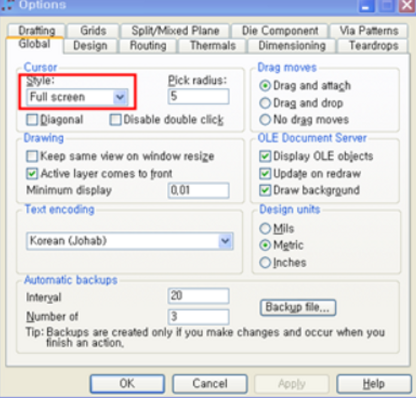 Options
Drafting Grids Split/Mixed Plane Die Component Via Patterns
Global Design Routing Thermals Dimensioning Teardrops
Cursor
Style: Pick radius:
Full screen 5
Diagonal Disable double click
Drag moves
Drag and attach
Drag and drop
No drag moves
Drawing
Keep same view on window resize
Active layer comes to front
Minimum display 0,01
OLE Document Server
Display OLE objects
Update on redraw
Draw background
Text encoding
Korean (Johab)
Design units
Mils
Metric
Inches
Automatic backups
Interval 20
Number of 3
Backup file...
Tip: Backups are created only if you make changes and occur when you
finish an action,
OK Cancel Apply Help